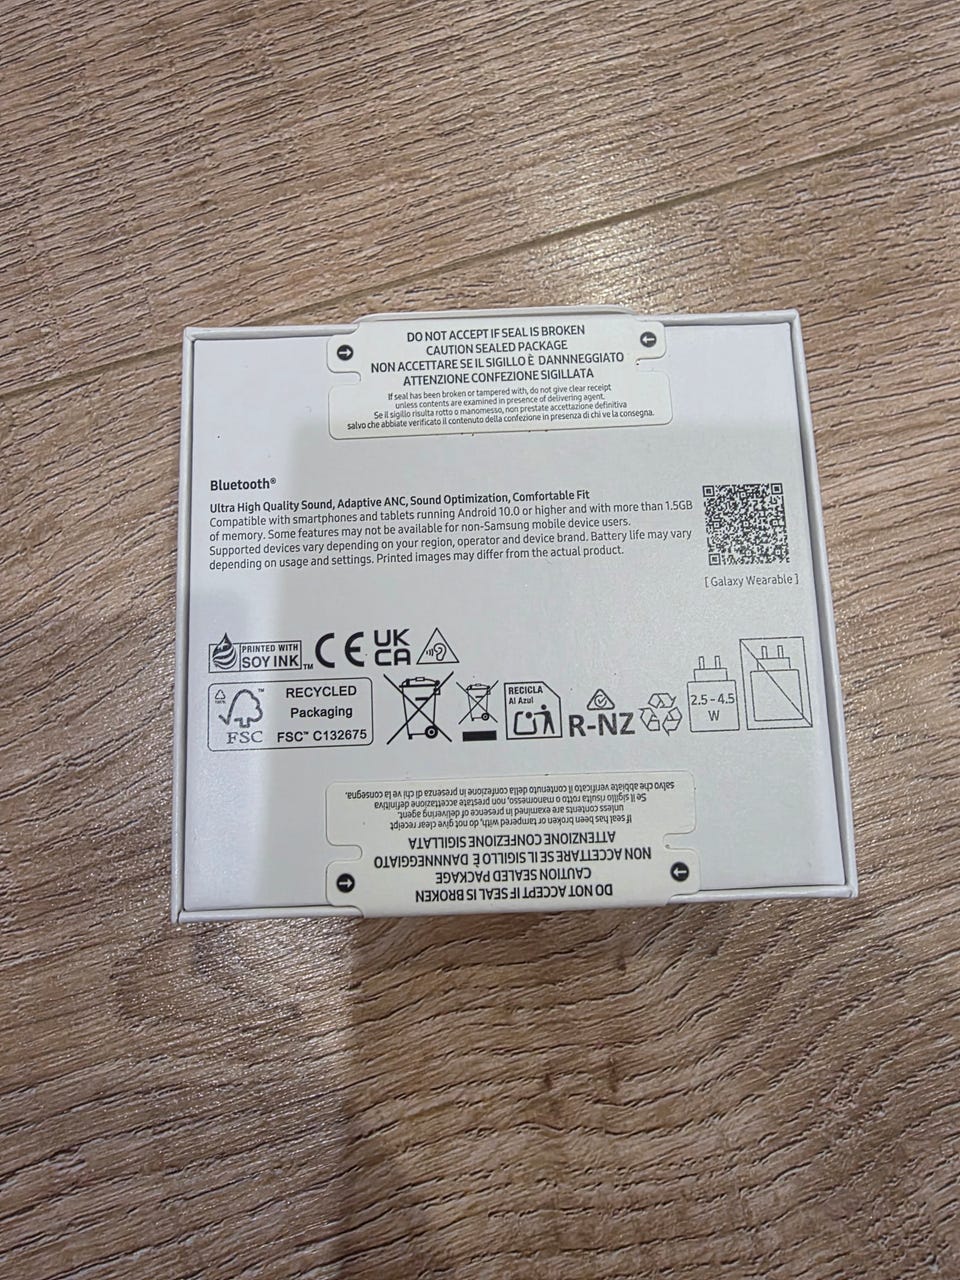 DO NOT ACCEPT IF SEAL IS BROKEN
CAUTION SEALED PACKAGE
NON ACCETTARE SE IL SIGILLO È DANNNEGGIATO
ATTENZIONE CONFEZIONE SIGILLATA
If seal has been broken or tampered with, do not give clear receipt
unless contents are examined in presence of delivering agent.
Se il sigilio risulta rotto o manomesso, non prestate accettazione definitiva
salvo che abbiate verificato il contenuto della confezione in presenza di chi ve la consegna.
Bluetooth®
Ultra High Quality Sound, Adaptive ANC, Sound Optimization, Comfortable Fit
Compatible with smartphones and tablets running Android 10.0 or higher and with more than 1.5GB
of memory. Some features may not be available for non-Samsung mobile device users.
Supported devices vary depending on your region, operator and device brand. Battery life may vary
depending on usage and settings. Printed images may differ from the actual product.
[ Galaxy Wearable ]
PRINTED WITH
SOY INK™
CE
UK
CA
RECYCLED
Packaging
FSC™ C132675
100%
FSC
RECICLA
Al Azul
R-NZ
2.5 - 4.5
W
DO NOT ACCEPT IF SEAL IS BROKEN
CAUTION SEALED PACKAGE
NON ACCETTARE SE IL SIGILLO È DANNNEGGIATO
ATTENZIONE CONFEZIONE SIGILLATA
If seal has been broken or tampered with, do not give clear receipt
unless contents are examined in presence of delivering agent.
Se il sigilio risulta rotto o manomesso, non prestate accettazione definitiva
salvo che abbiate verificato il contenuto della confezione in presenza di chi ve la consegna.